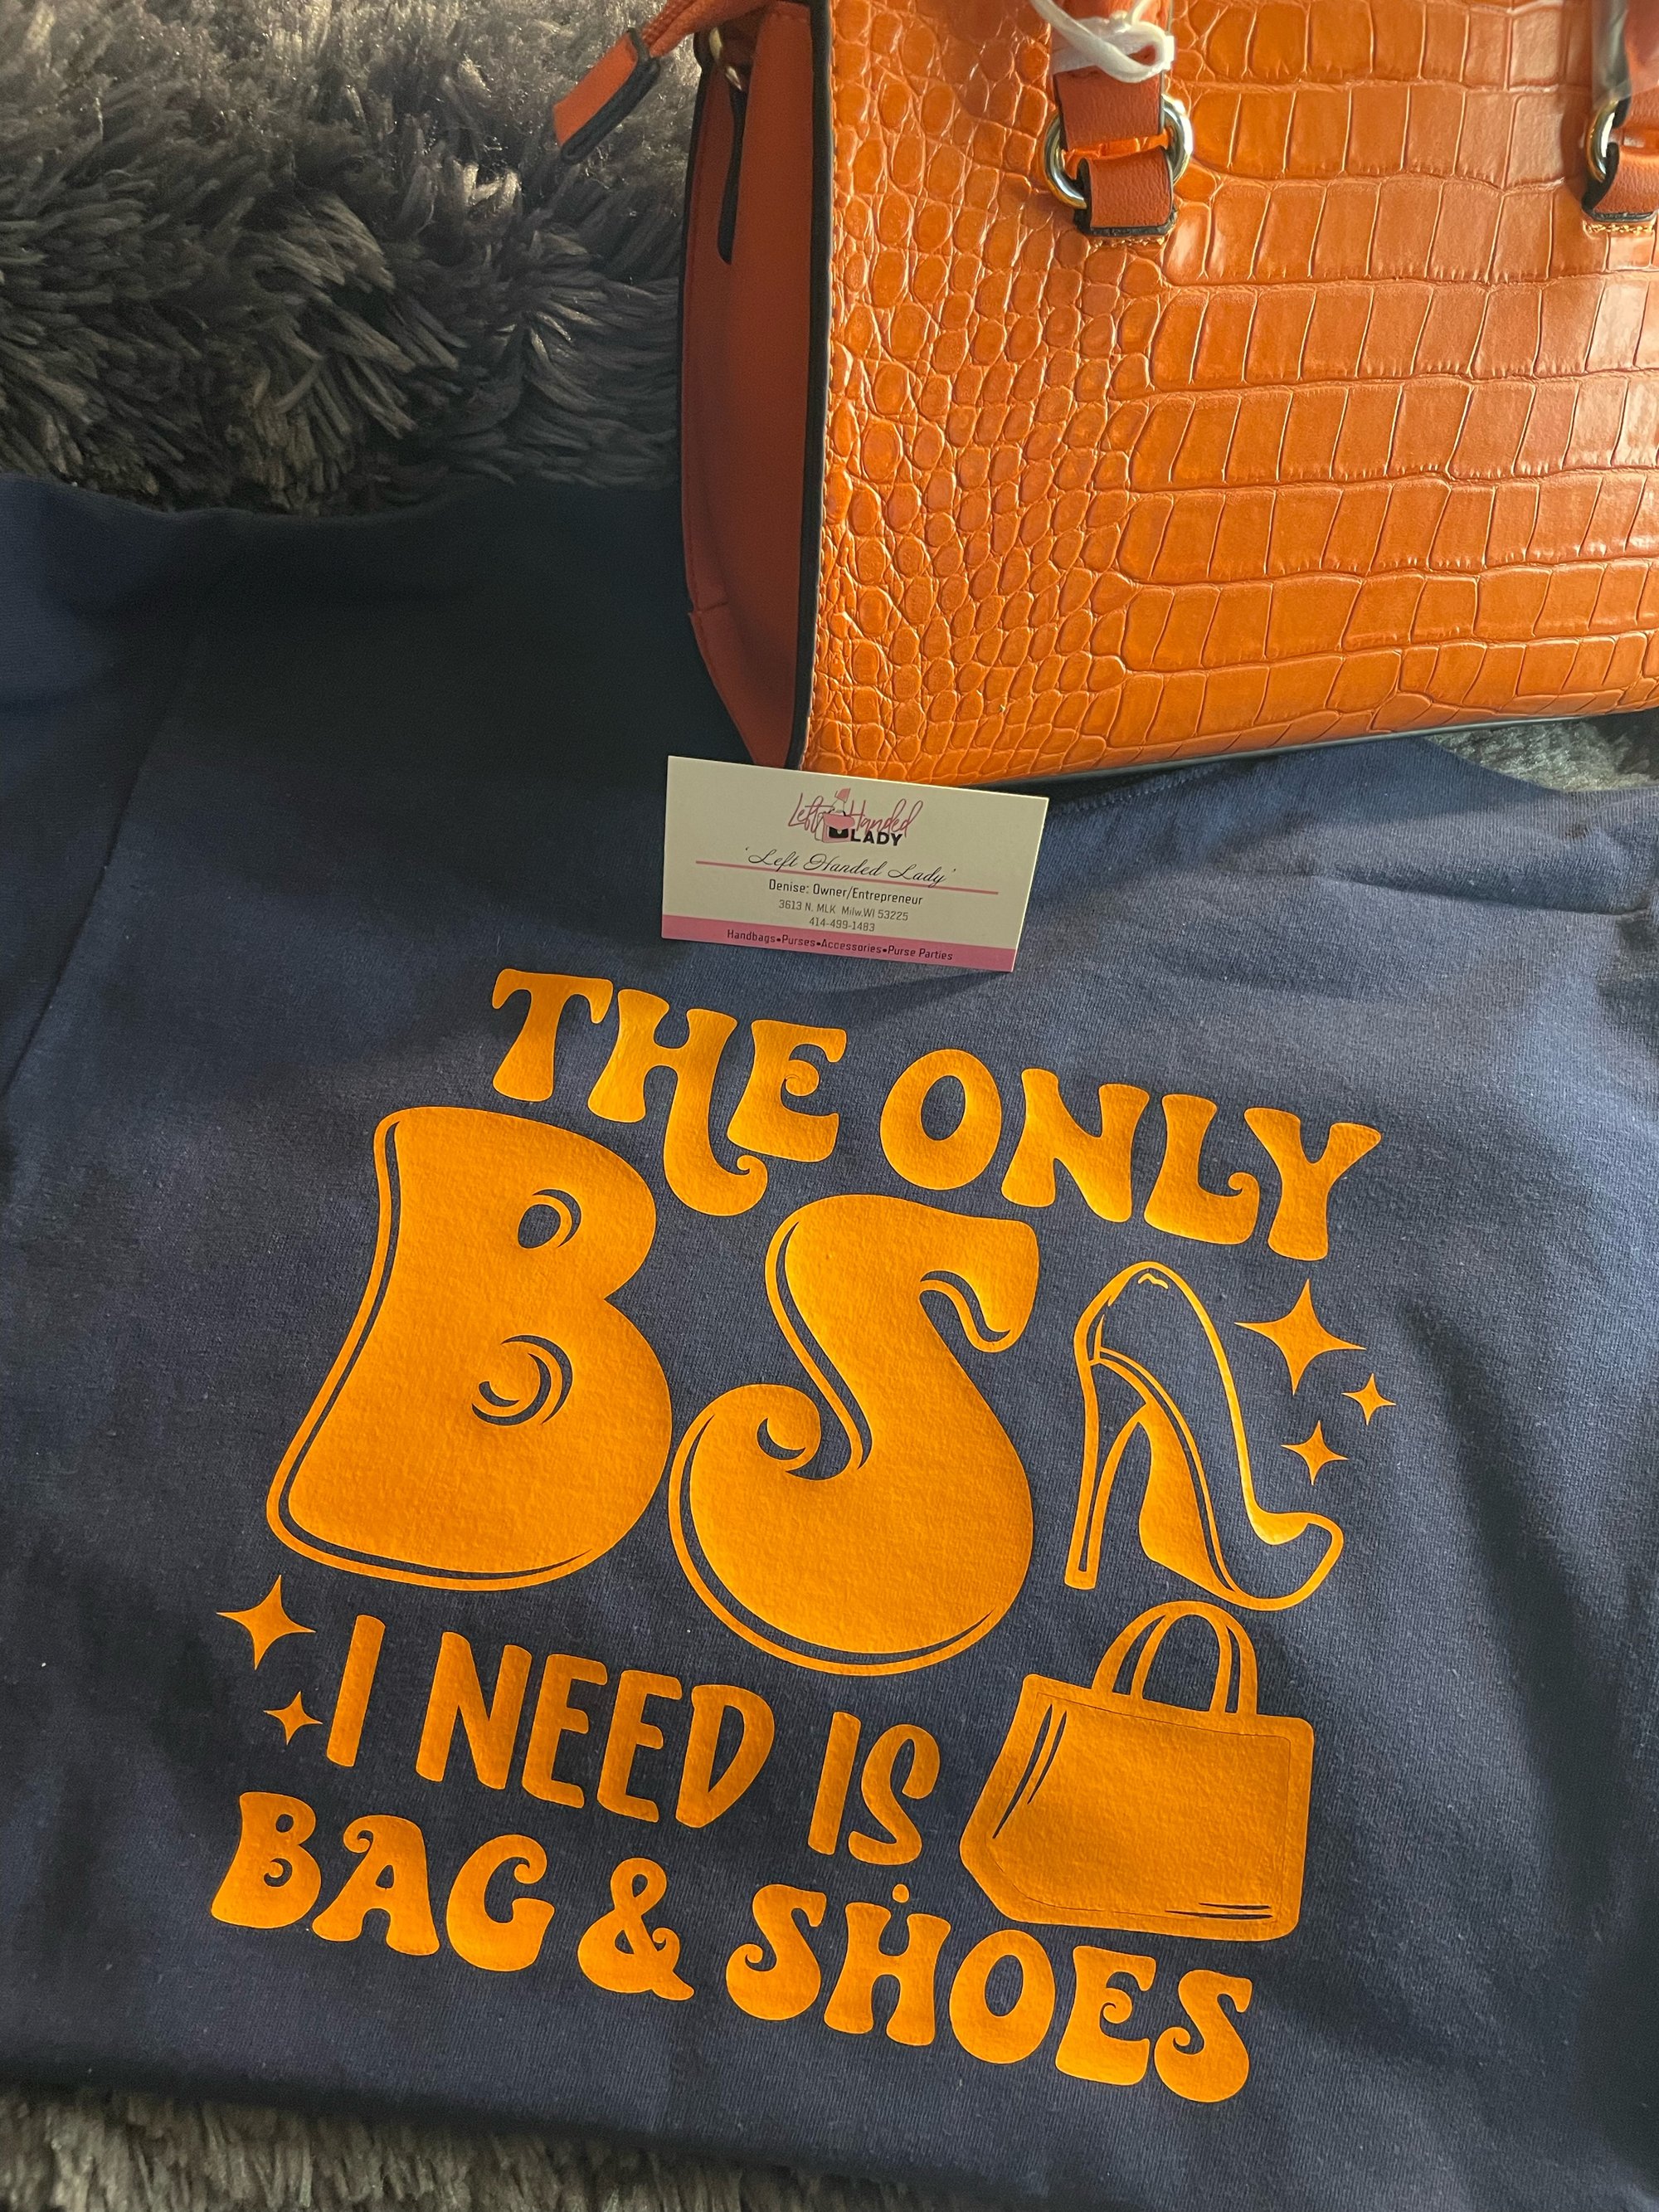 Left Handed
LADY
'Left Handed Lady'
Denise: Owner/Entrepreneur
3613 N. MLK Milw.WI 53225
414-499-1483
Handbags•Purses•Accessories•Purse Parties
THE ONLY
BS
I NEED IS
BAG & SHOES